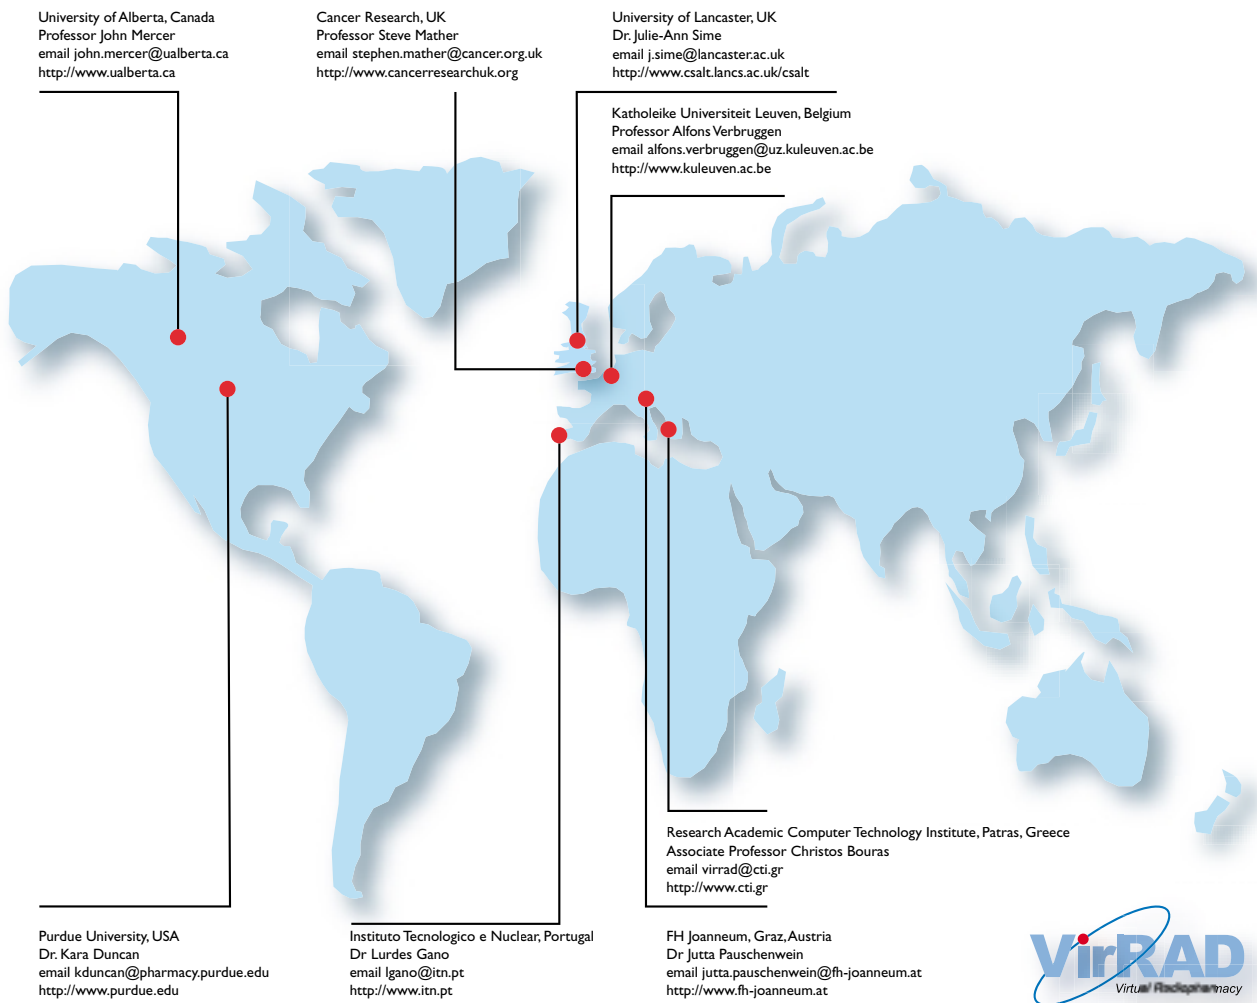 University of Alberta, Canada
Professor John Mercer
email john.mercer@ualberta.ca
http://www.ualberta.ca
Cancer Research, UK
Professor Steve Mather
email stephen.mather@cancer.org.uk
http://www.cancerresearchuk.org
University of Lancaster, UK
Dr. Julie-Ann Sime
email j.sime@lancaster.ac.uk
http://www.csalt.lancs.ac.uk/csalt
Katholeike Universiteit Leuven, Belgium
Professor Alfons Verbruggen
email alfons.verbruggen@uz.kuleuven.ac.be
http://www.kuleuven.ac.be
Research Academic Computer Technology Institute, Patras, Greece
Associate Professor Christos Bouras
email virrad@cti.gr
http://www.cti.gr
Purdue University, USA
Dr. Kara Duncan
email kduncan@pharmacy.purdue.edu
http://www.purdue.edu
Instituto Tecnologico e Nuclear, Portugal
Dr Lurdes Gano
email lgano@itn.pt
http://www.itn.pt
FH Joanneum, Graz, Austria
Dr Jutta Pauschenwein
email jutta.pauschenwein@fh-joanneum.at
http://www.fh-joanneum.at
VirRAD
Virtual Radiopharmacy